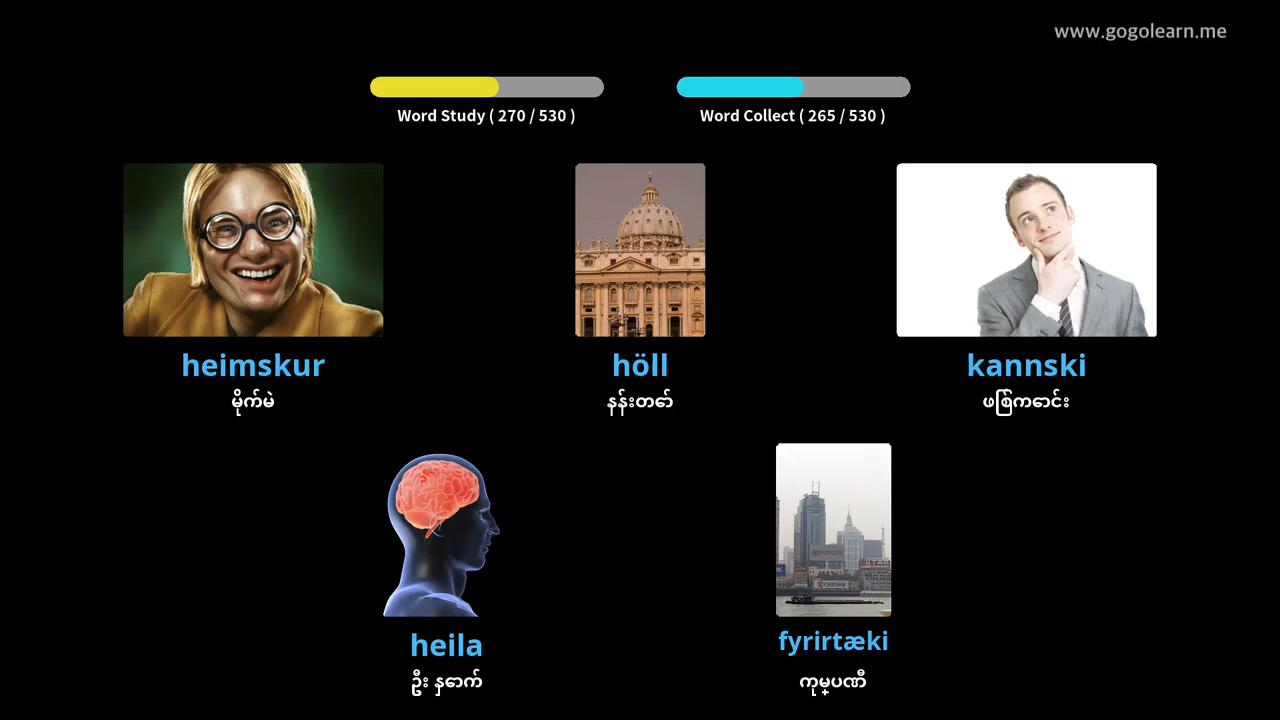 www.gogolearn.me
Word Study ( 270 / 530 )
Word Collect ( 265 / 530 )
heimskur
မိုက်မဲ
höll
နန်းတော်
kannski
ဖြစ်ကောင်း
TOYOTA
heila
ဦး နှောက်
fyrirtæki
ကုမ္ပဏီ